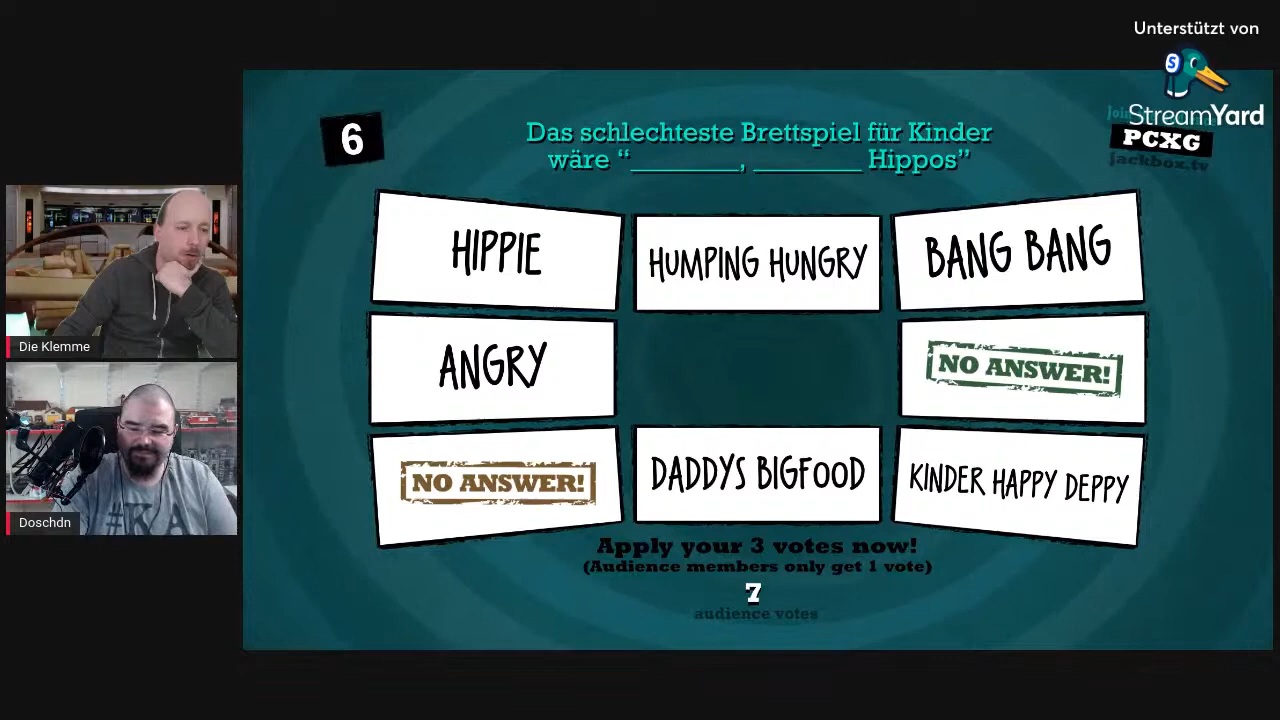 Unterstützt von
StreamYard
6
Das schlechteste Brettspiel für Kinder
wäre “________, ________ Hippos”
PCXG
jackbox.tv
HIPPIE
HUMPING HUNGRY
BANG BANG
ANGRY
NO ANSWER!
NO ANSWER!
DADDYS BIGFOOD
KINDER HAPPY DEPPY
Die Klemme
#KA
Doschdn
Apply your 3 votes now!
(Audience members only get 1 vote)
7
audience votes